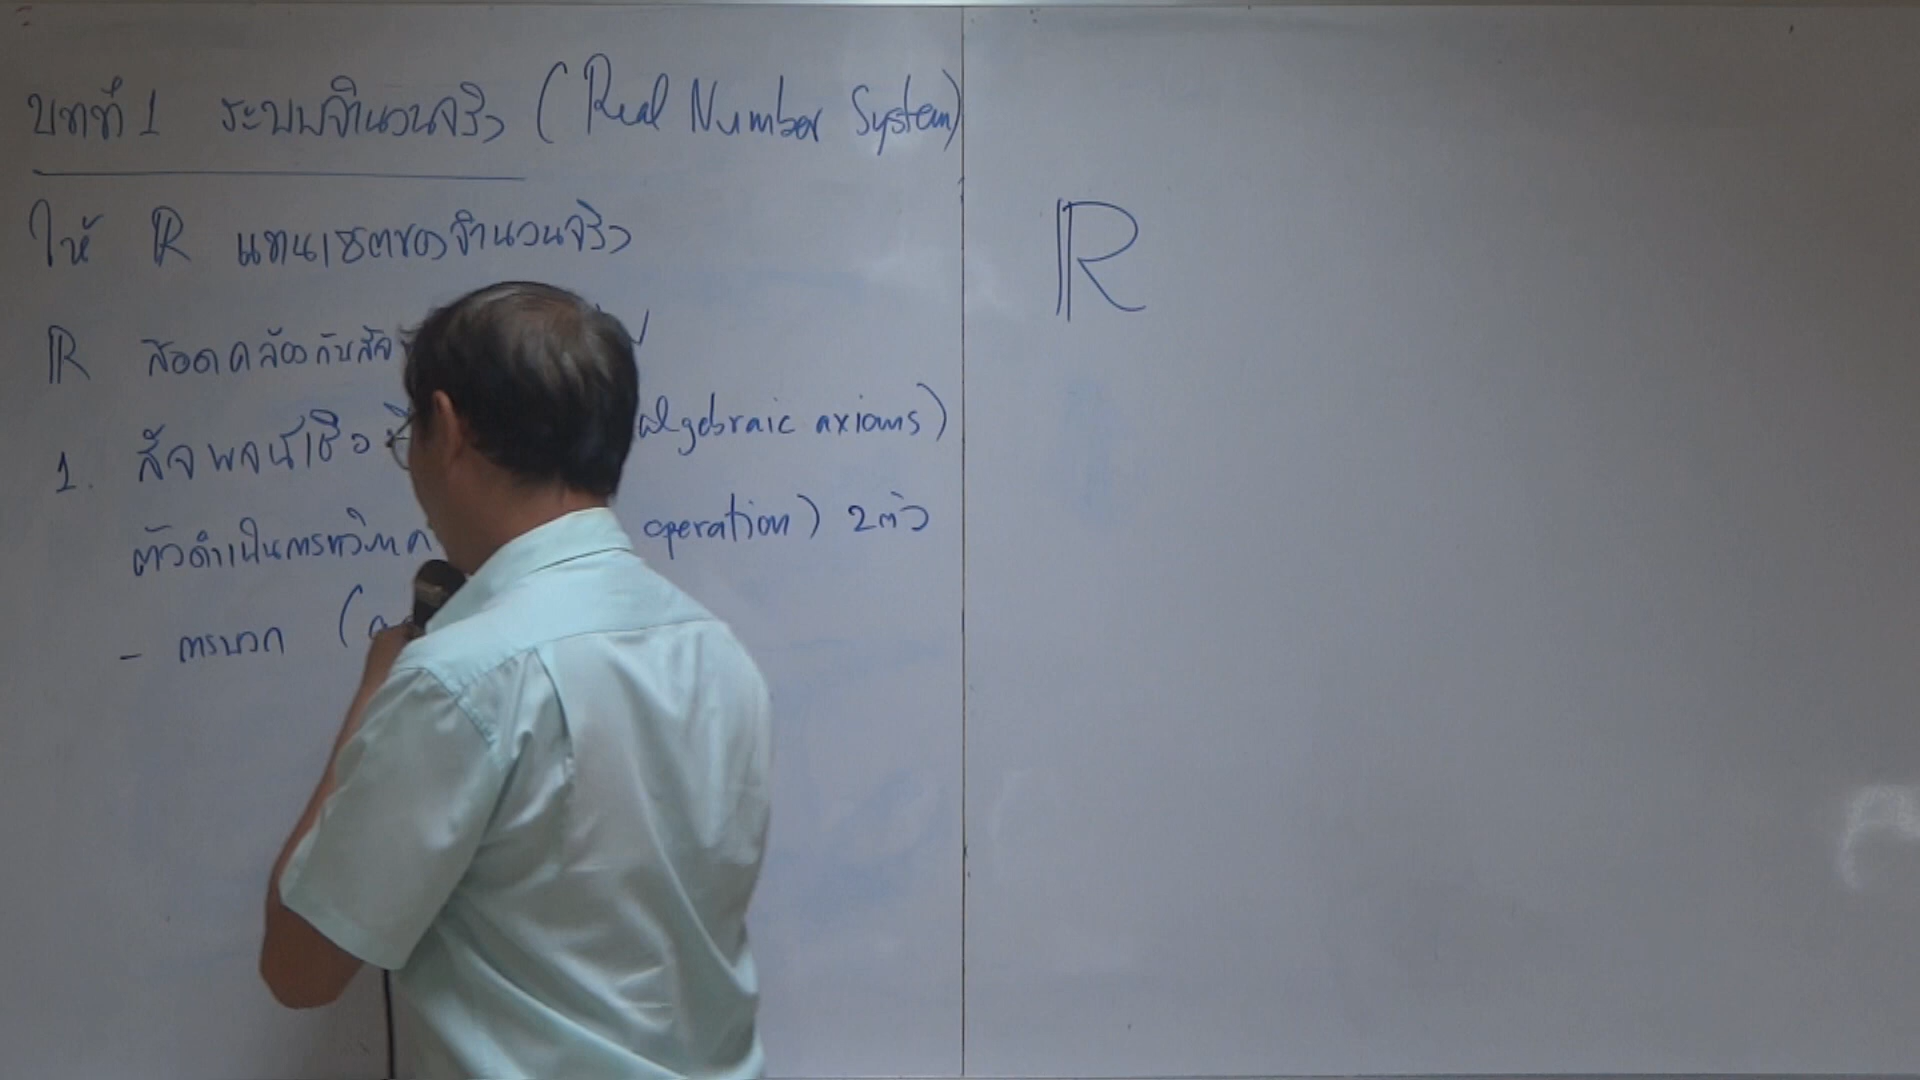 บทที่ 1 ระบบจำนวนจริง (Real Number System)
ให้ ℝ แทนเซตของจำนวนจริง
ℝ สอดคล้องกับสัจ
1. สัจพจน์เชิง algebraic axioms)
ตัวดำเนินการทวิภาค operation) 2 ตัว
- การบวก (
ℝ